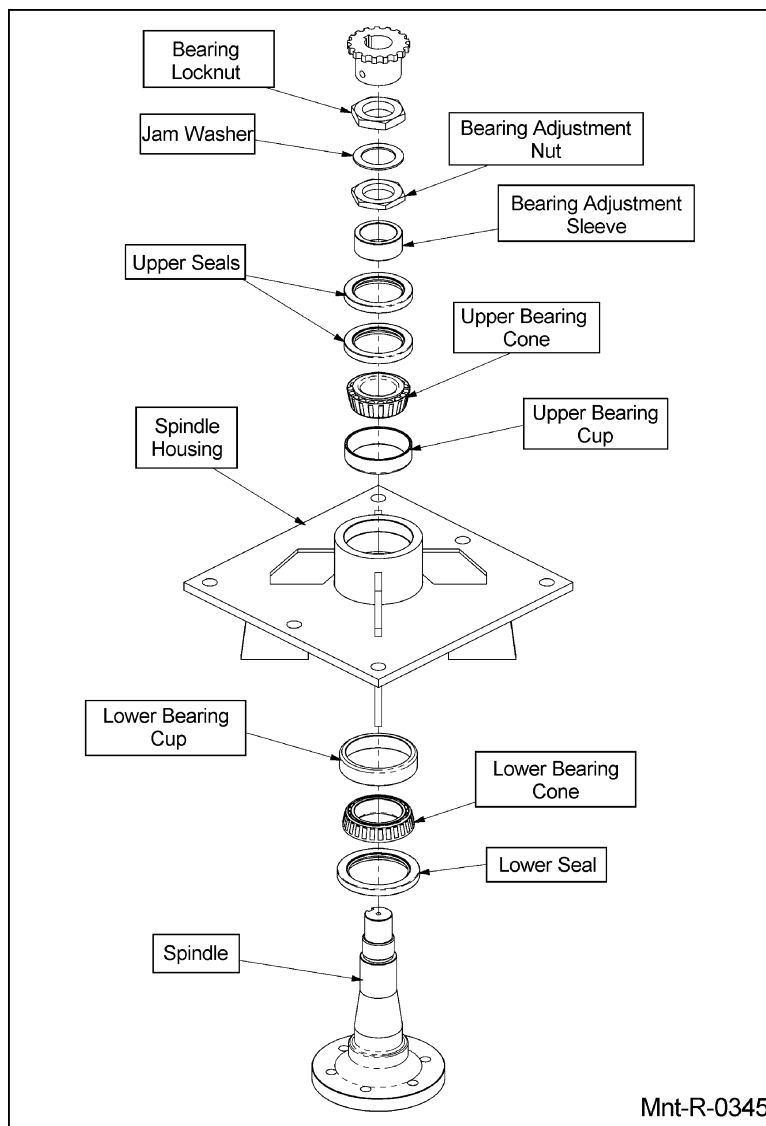 Bearing
Locknut
Jam Washer
Bearing Adjustment
Nut
Bearing Adjustment
Sleeve
Upper Seals
Upper Bearing
Cone
Upper Bearing
Cup
Spindle
Housing
Lower Bearing
Cup
Lower Bearing
Cone
Lower Seal
Spindle
Mnt-R-0345